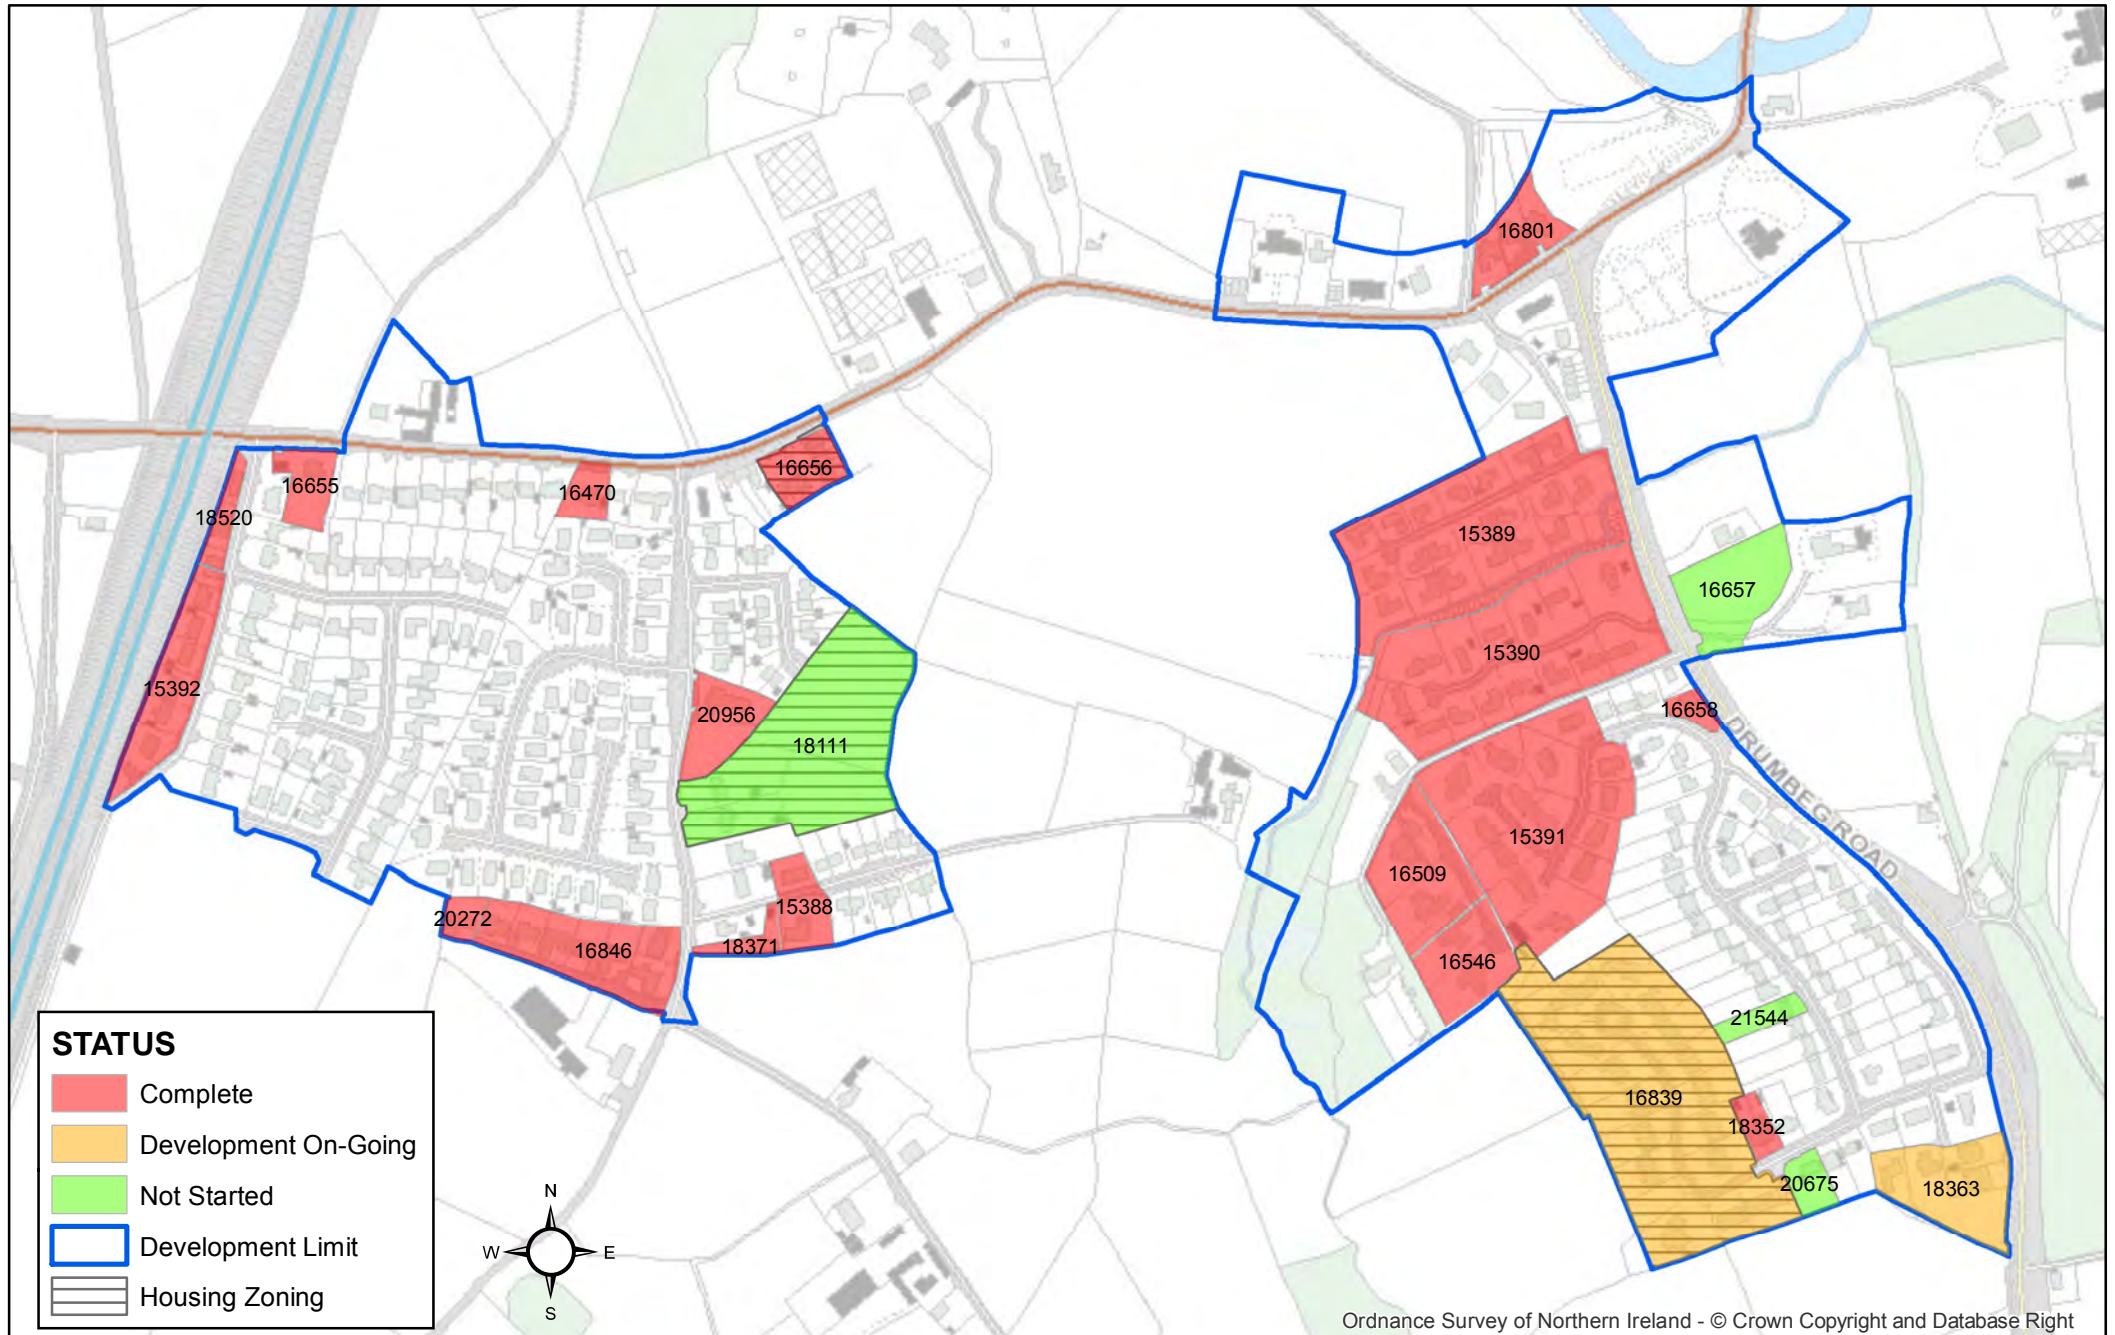 16801
16655
16470
16656
18520
15389
16657
15390
15392
16658
20956
18111
DRUMBEG ROAD
15391
16509
15388
20272
16846
18371
16546
21544
16839
18352
20675
18363
STATUS
Complete
Development On-Going
Not Started
Development Limit
Housing Zoning
N
W
E
S
Ordnance Survey of Northern Ireland - © Crown Copyright and Database Right